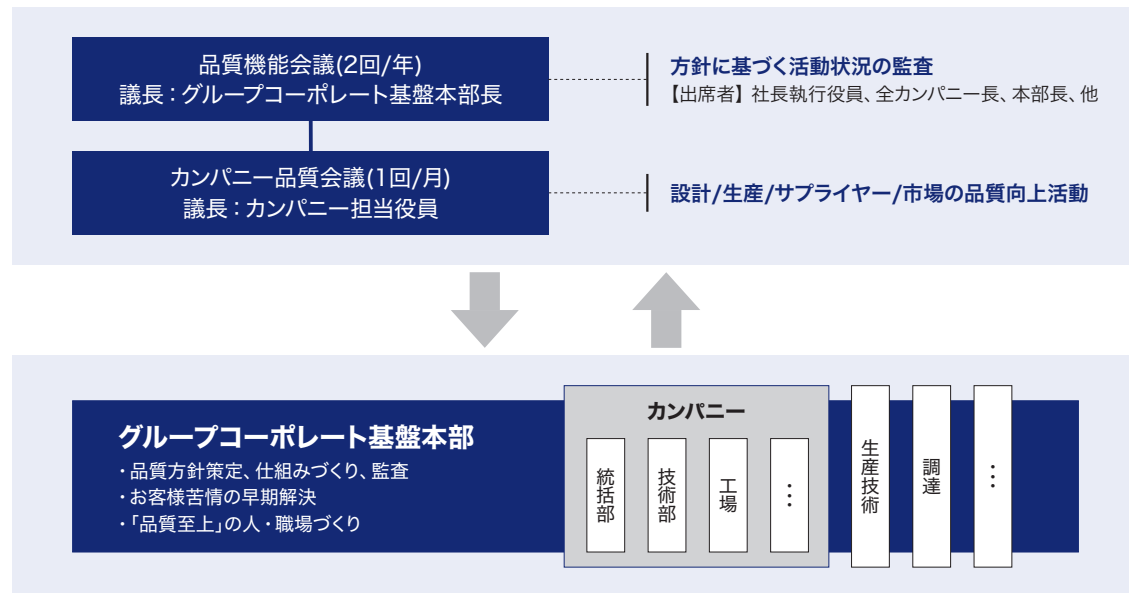 品質機能会議(2回/年)
議長：グループコーポレート基盤本部長
方針に基づく活動状況の監査
【出席者】社長執行役員、全カンパニー長、本部長、他
カンパニー品質会議(1回/月)
議長：カンパニー担当役員
設計/生産/サプライヤー/市場の品質向上活動
グループコーポレート基盤本部
・品質方針策定、仕組みづくり、監査
・お客様苦情の早期解決
・「品質至上」の人・職場づくり
カンパニー
統括部
技術部
工場
…
生産技術
調達
…